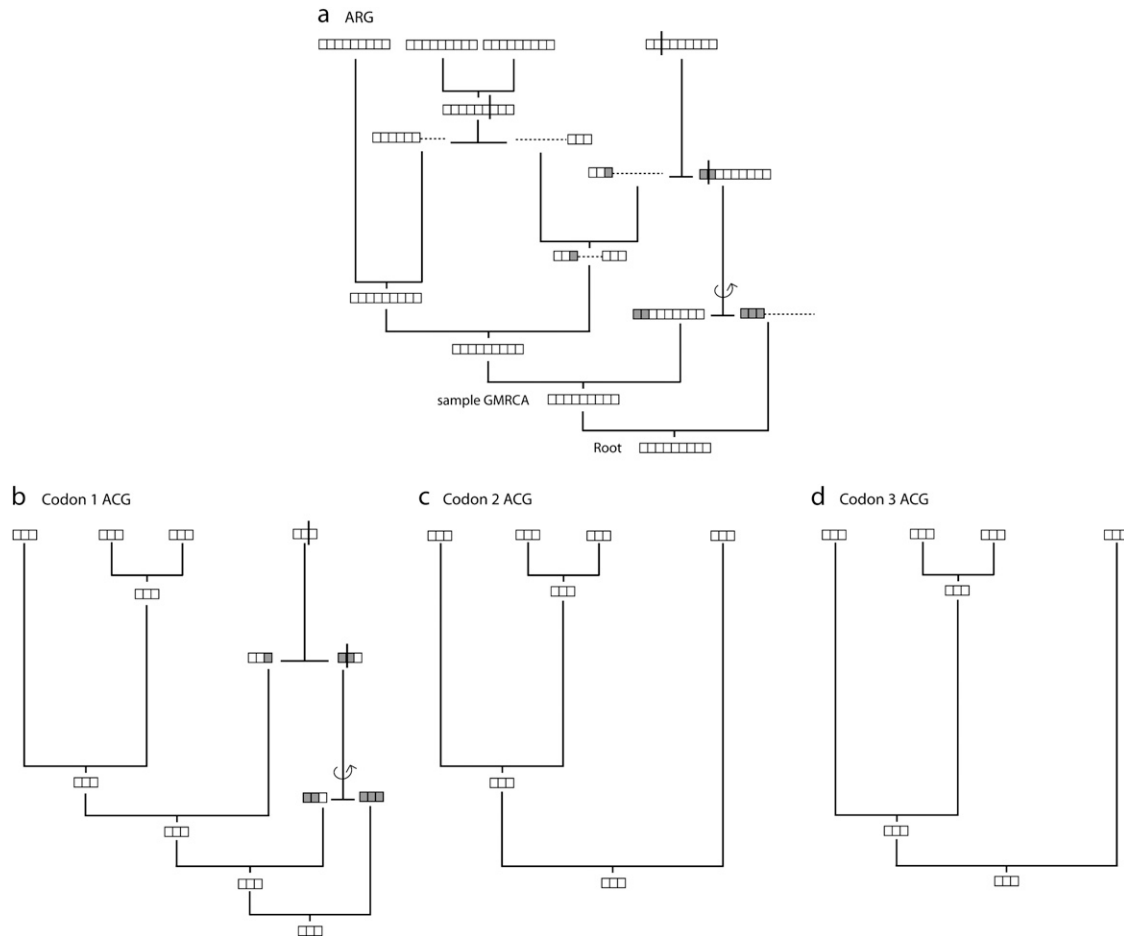 a ARG
sample GMRCA
Root
b Codon 1 ACG
c Codon 2 ACG
d Codon 3 ACG